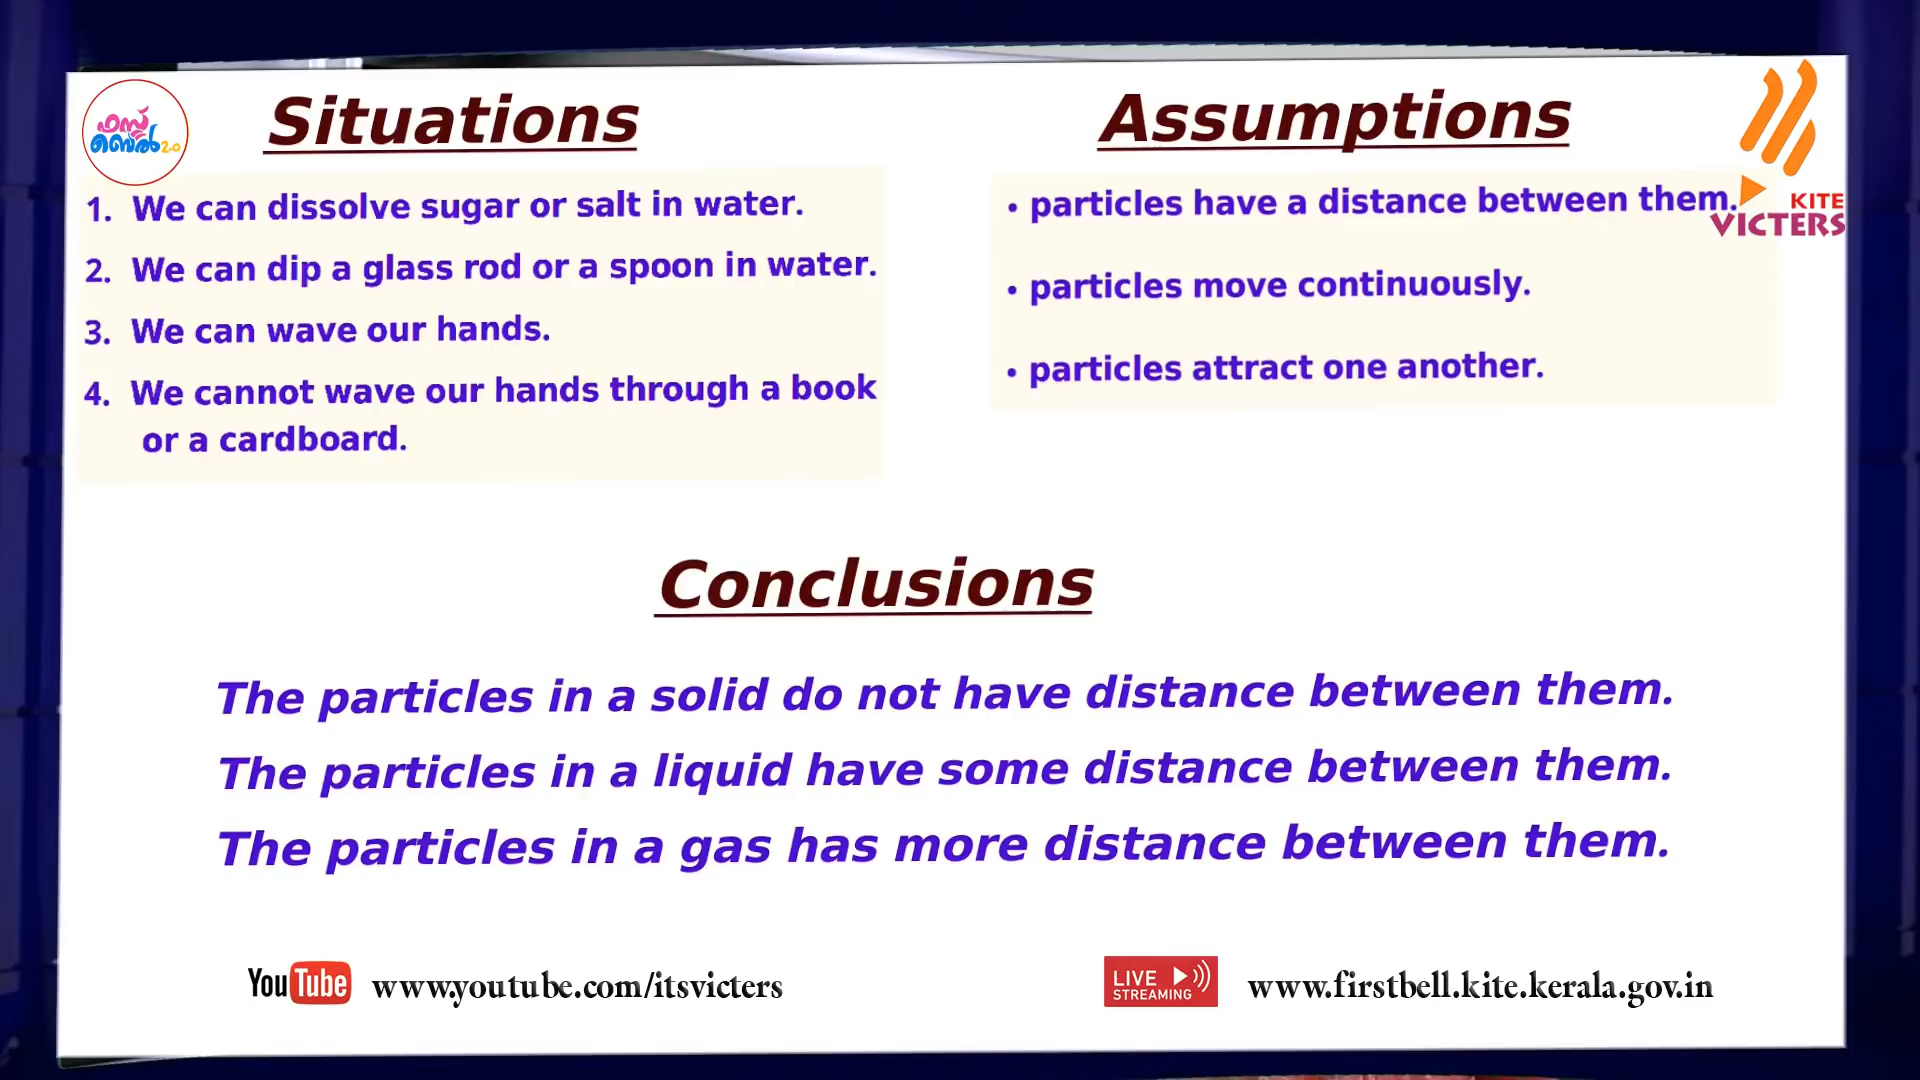 ഫസ്റ്റ്
ബെൽ 2.0
Situations
1. We can dissolve sugar or salt in water.
2. We can dip a glass rod or a spoon in water.
3. We can wave our hands.
4. We cannot wave our hands through a book
or a cardboard.
Assumptions
• particles have a distance between them.
• particles move continuously.
• particles attract one another.
KITE
VICTERS
Conclusions
The particles in a solid do not have distance between them.
The particles in a liquid have some distance between them.
The particles in a gas has more distance between them.
YouTube www.youtube.com/itsvicters
LIVE
STREAMING
www.firstbell.kite.kerala.gov.in